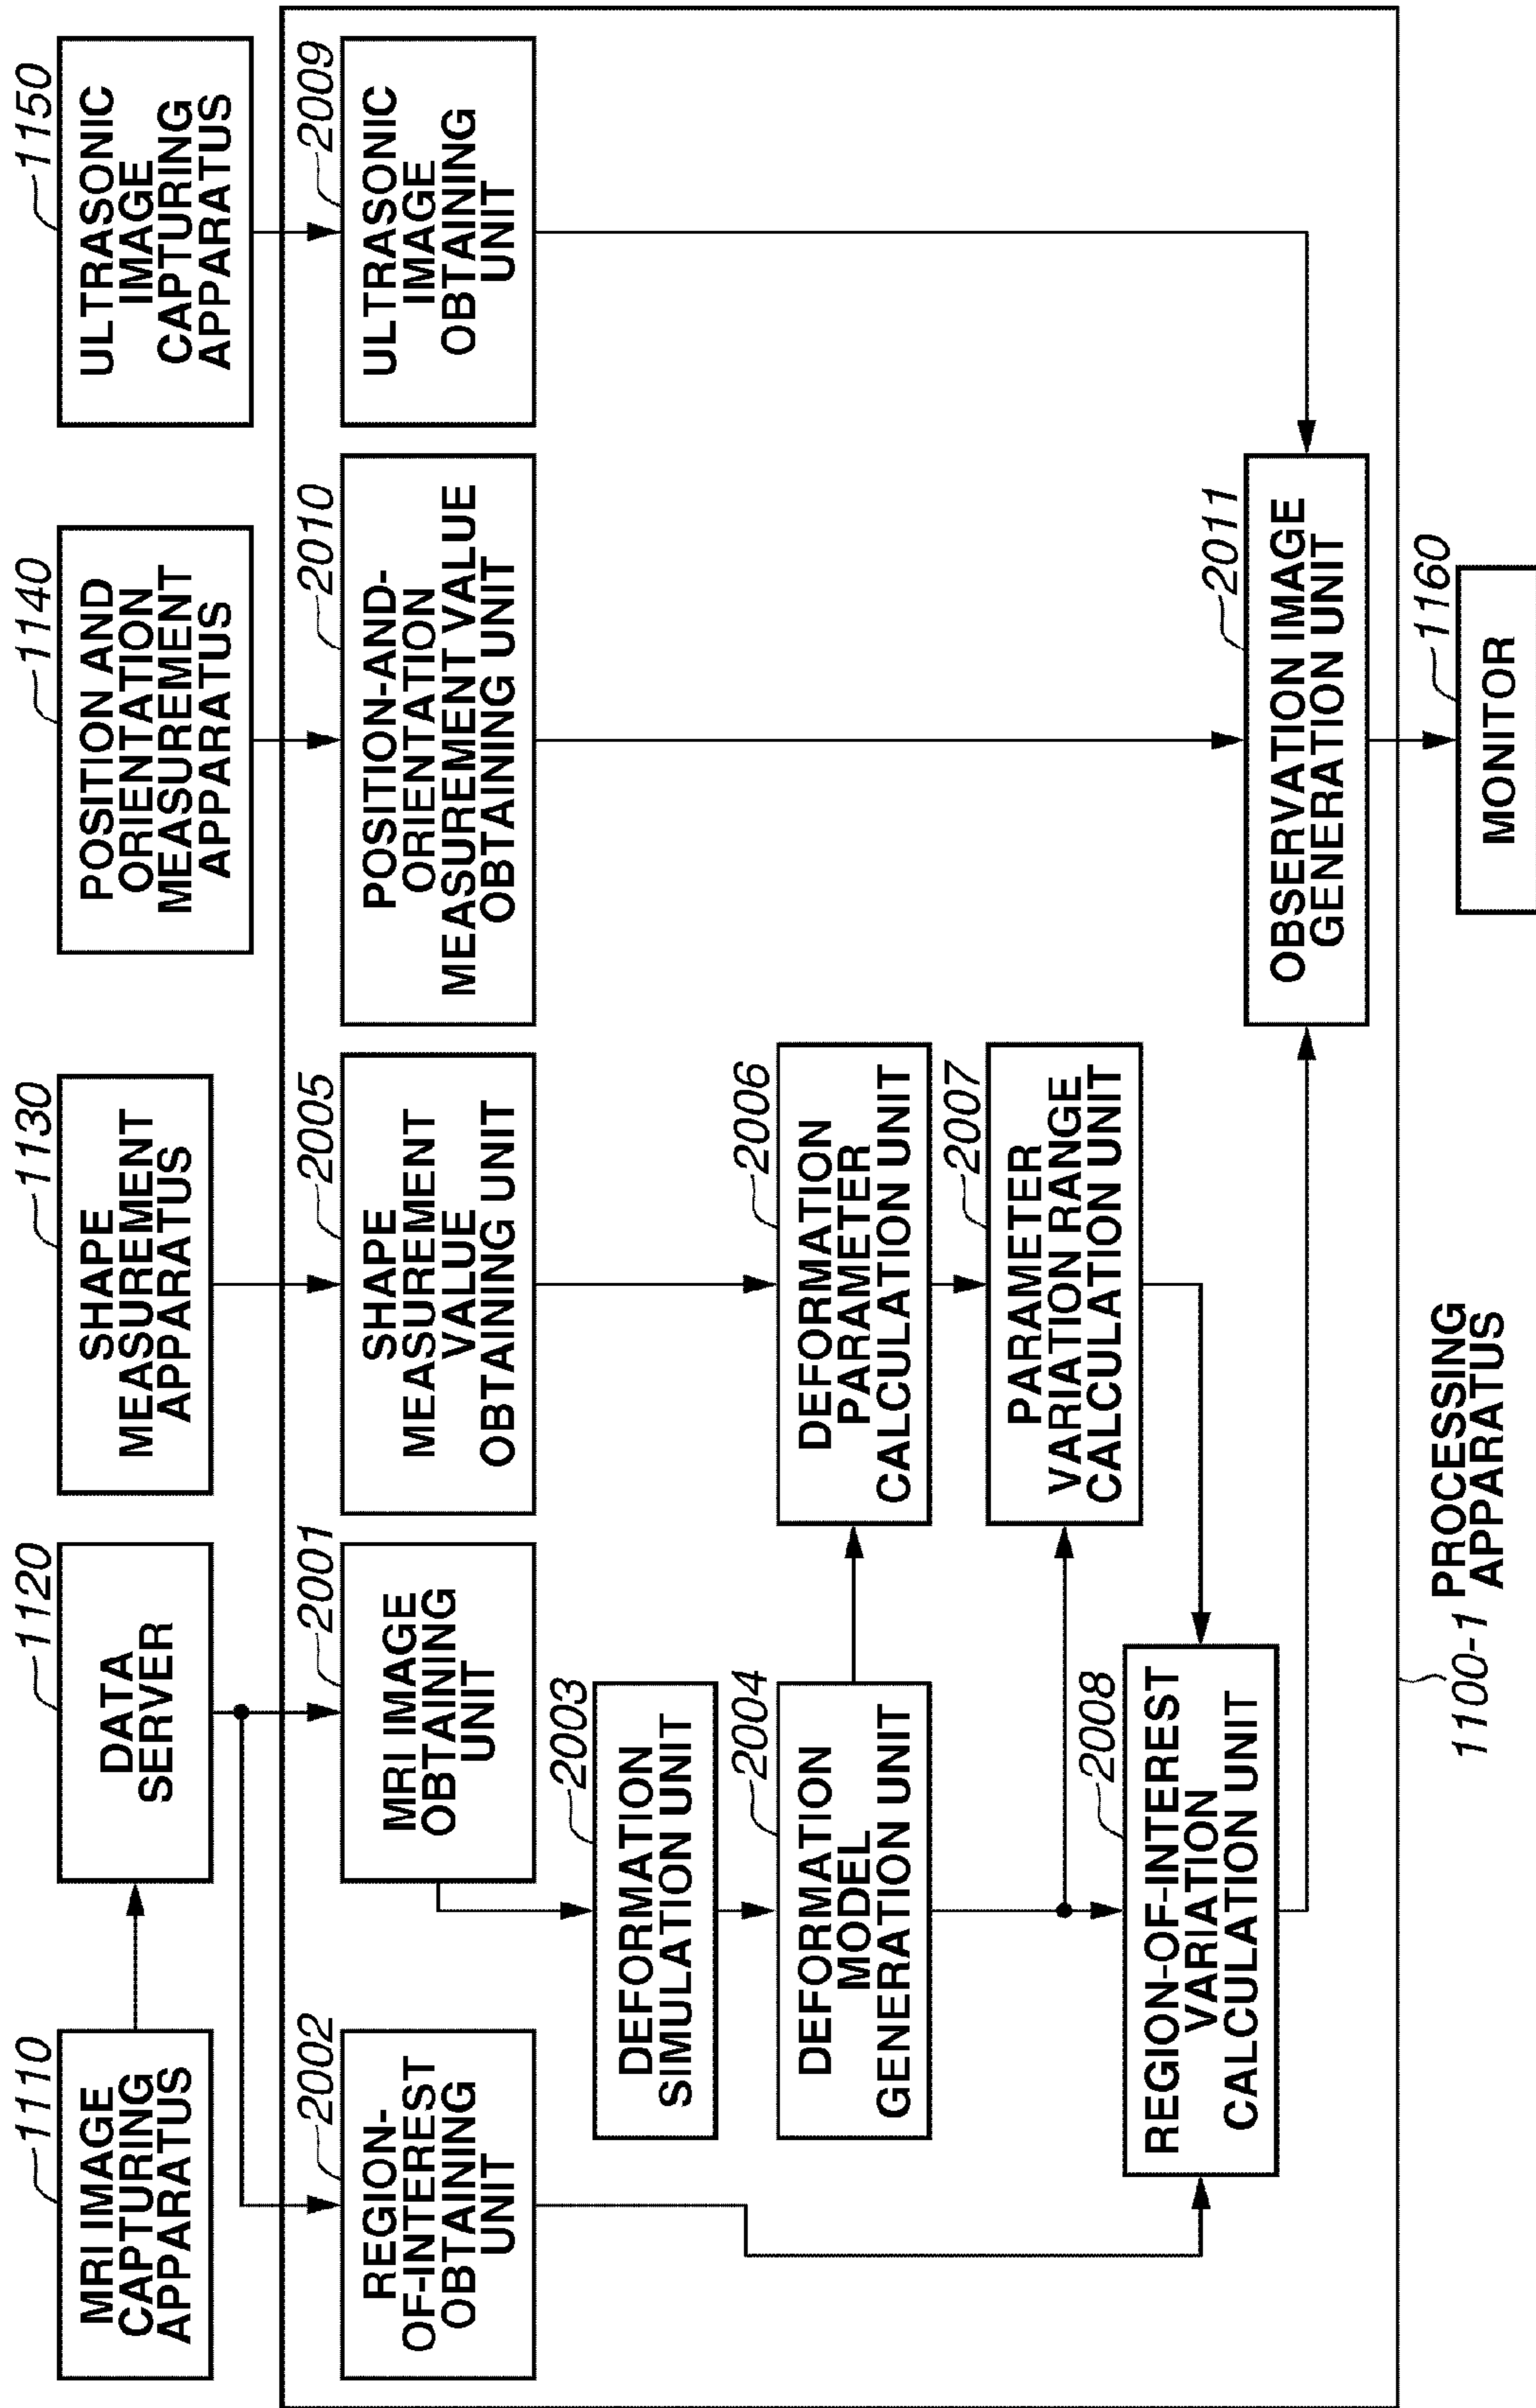 1110
MRI IMAGE
CAPTURING
APPARATUS
1120
DATA
SERVER
1130
SHAPE
MEASUREMENT
APPARATUS
1140
POSITION AND
ORIENTATION
MEASUREMENT
APPARATUS
1150
ULTRASONIC
IMAGE
CAPTURING
APPARATUS
2002
REGION-
OF-INTEREST
OBTAINING
UNIT
2001
MRI IMAGE
OBTAINING
UNIT
2005
SHAPE
MEASUREMENT
VALUE
OBTAINING UNIT
2010
POSITION-AND-
ORIENTATION
MEASUREMENT VALUE
OBTAINING UNIT
2009
ULTRASONIC
IMAGE
OBTAINING
UNIT
2003
DEFORMATION
SIMULATION UNIT
2004
DEFORMATION
MODEL
GENERATION UNIT
2006
DEFORMATION
PARAMETER
CALCULATION UNIT
2007
PARAMETER
VARIATION RANGE
CALCULATION UNIT
2008
REGION-OF-INTEREST
VARIATION
CALCULATION UNIT
2011
OBSERVATION IMAGE
GENERATION UNIT
1100-1 PROCESSING
APPARATUS
1160
MONITOR